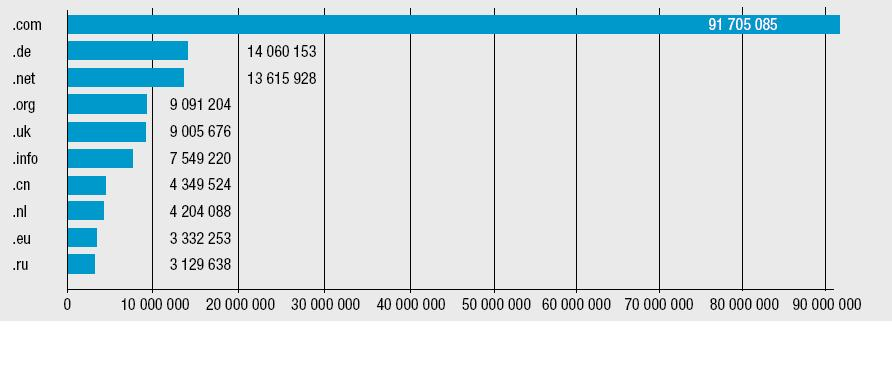 .com 91 705 085
.de 14 060 153
.net 13 615 928
.org 9 091 204
.uk 9 005 676
.info 7 549 220
.cn 4 349 524
.nl 4 204 088
.eu 3 332 253
.ru 3 129 638
0 10 000 000 20 000 000 30 000 000 40 000 000 50 000 000 60 000 000 70 000 000 80 000 000 90 000 000